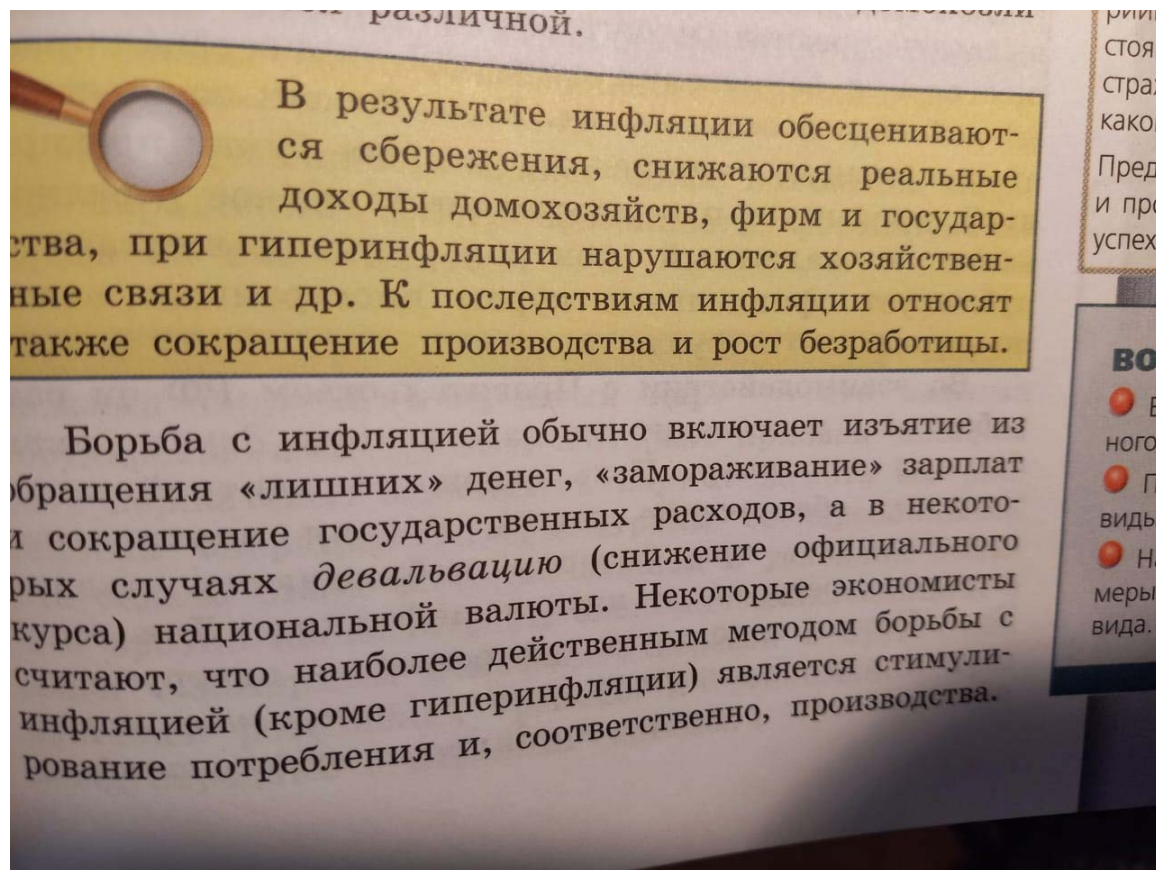 различной.
В результате инфляции обесценивают-
ся сбережения, снижаются реальные
доходы домохозяйств, фирм и государ-
ства, при гиперинфляции нарушаются хозяйствен-
ные связи и др. К последствиям инфляции относят
также сокращение производства и рост безработицы.
Борьба с инфляцией обычно включает изъятие из
обращения «лишних» денег, «замораживание» зарплат
и сокращение государственных расходов, а в некото-
рых случаях девальвацию (снижение официального
курса) национальной валюты. Некоторые экономисты
считают, что наиболее действенным методом борьбы с
инфляцией (кроме гиперинфляции) является стимули-
рование потребления и, соответственно, производства.
стоя
стра
како
Пред
и про
успех
ВО
В
ного
П
виды
На
меры
вида.